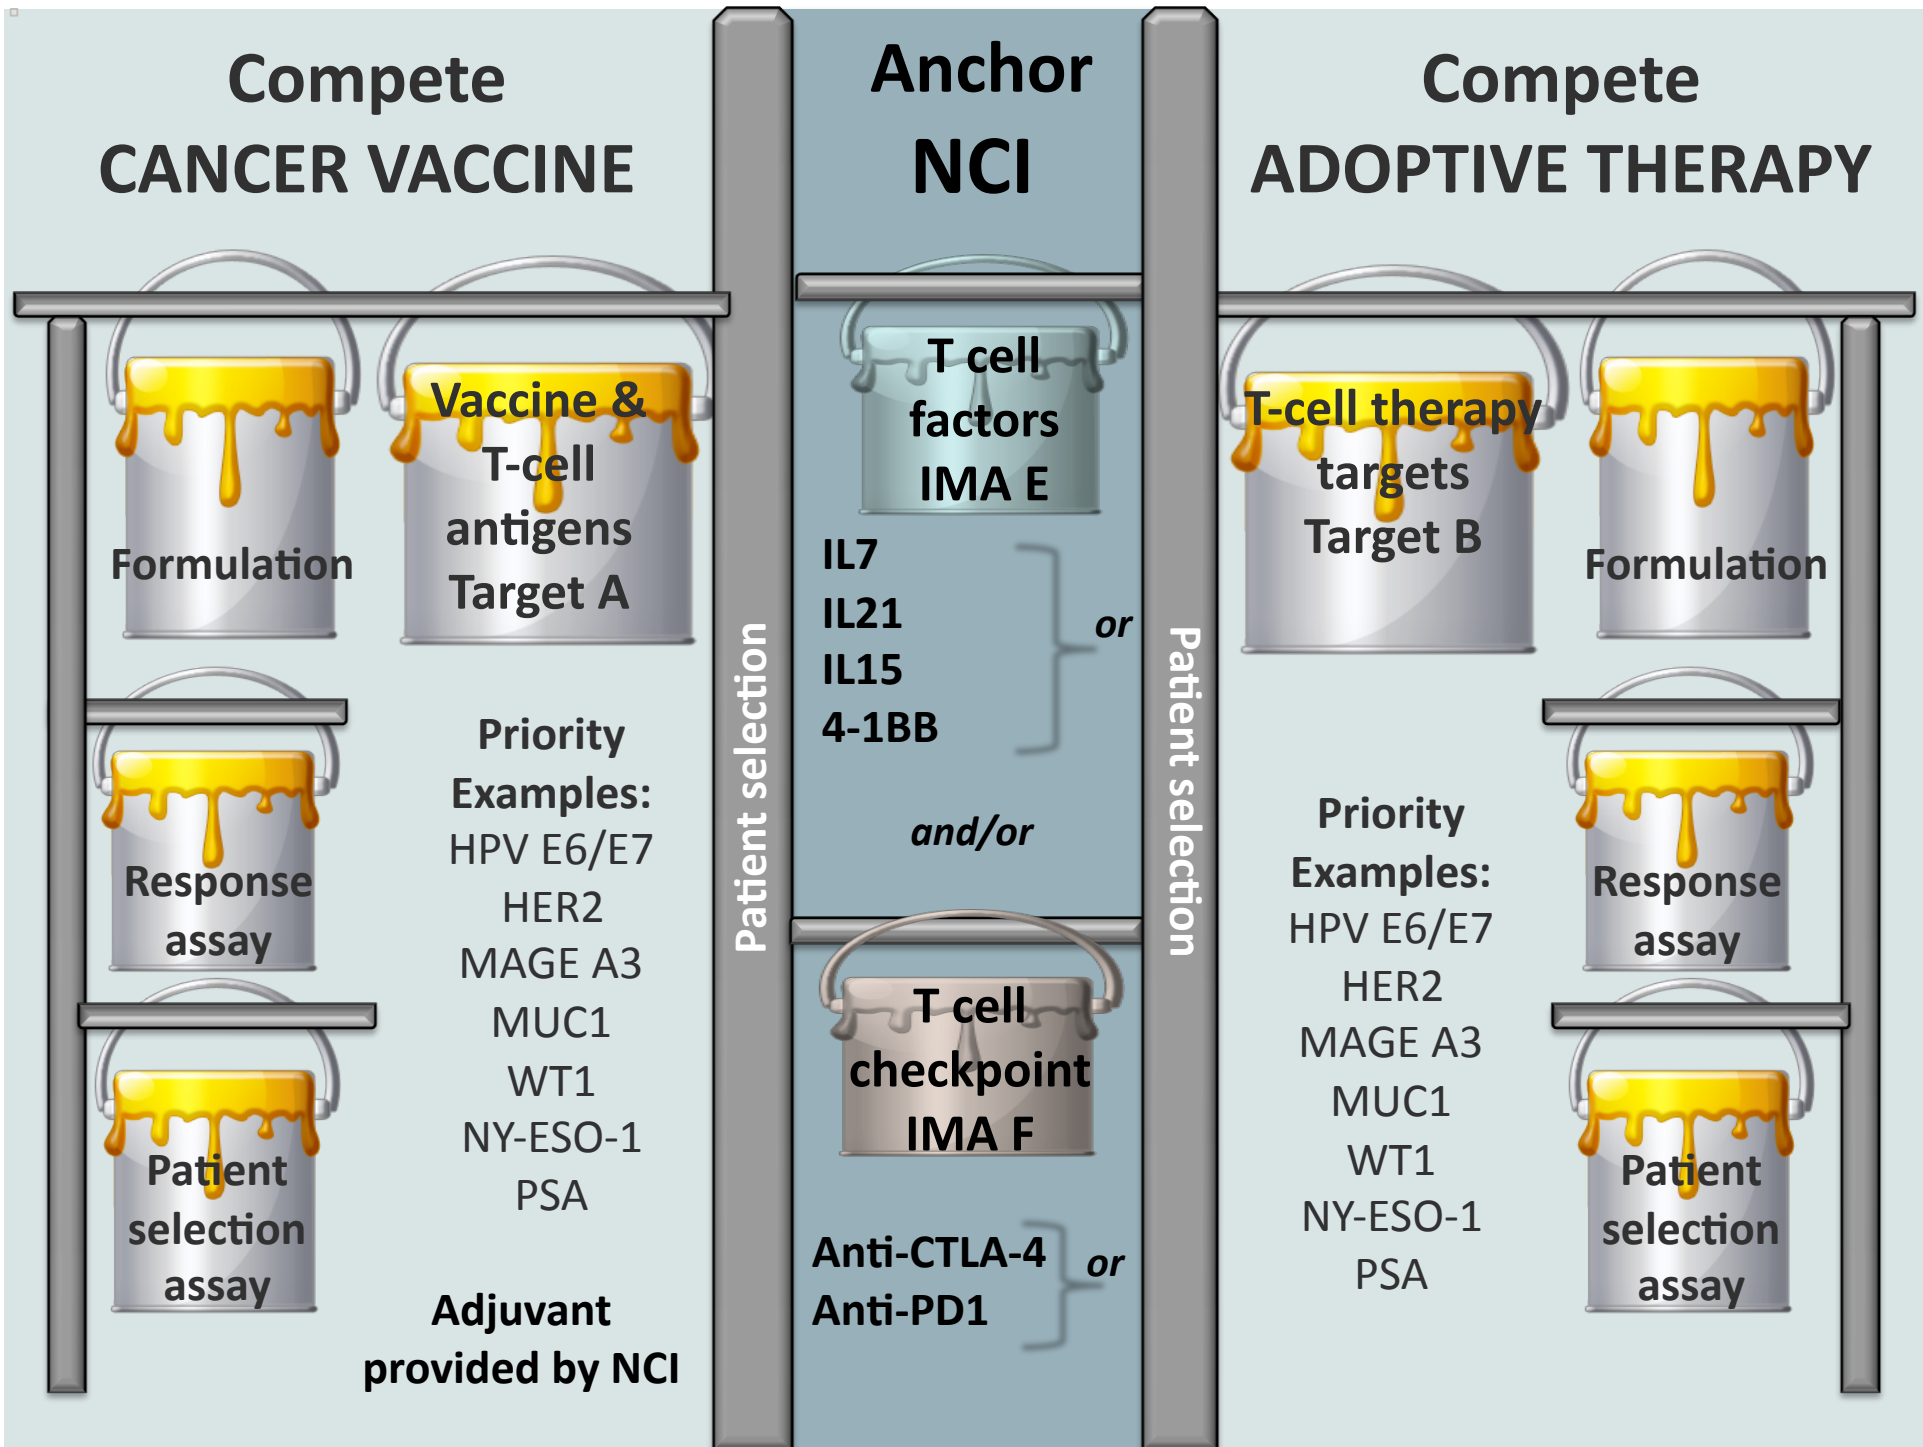 Compete
CANCER VACCINE
Formulation
Vaccine &
T-cell
antigens
Target A
Response
assay
Patient
selection
assay
Priority
Examples:
HPV E6/E7
HER2
MAGE A3
MUC1
WT1
NY-ESO-1
PSA
Adjuvant
provided by NCI
Patient selection
Anchor
NCI
T cell
factors
IMA E
IL7
IL21
IL15
4-1BB
or
and/or
T cell
checkpoint
IMA F
Anti-CTLA-4
Anti-PD1
or
Patient selection
Compete
ADOPTIVE THERAPY
T-cell therapy
targets
Target B
Formulation
Priority
Examples:
HPV E6/E7
HER2
MAGE A3
MUC1
WT1
NY-ESO-1
PSA
Response
assay
Patient
selection
assay